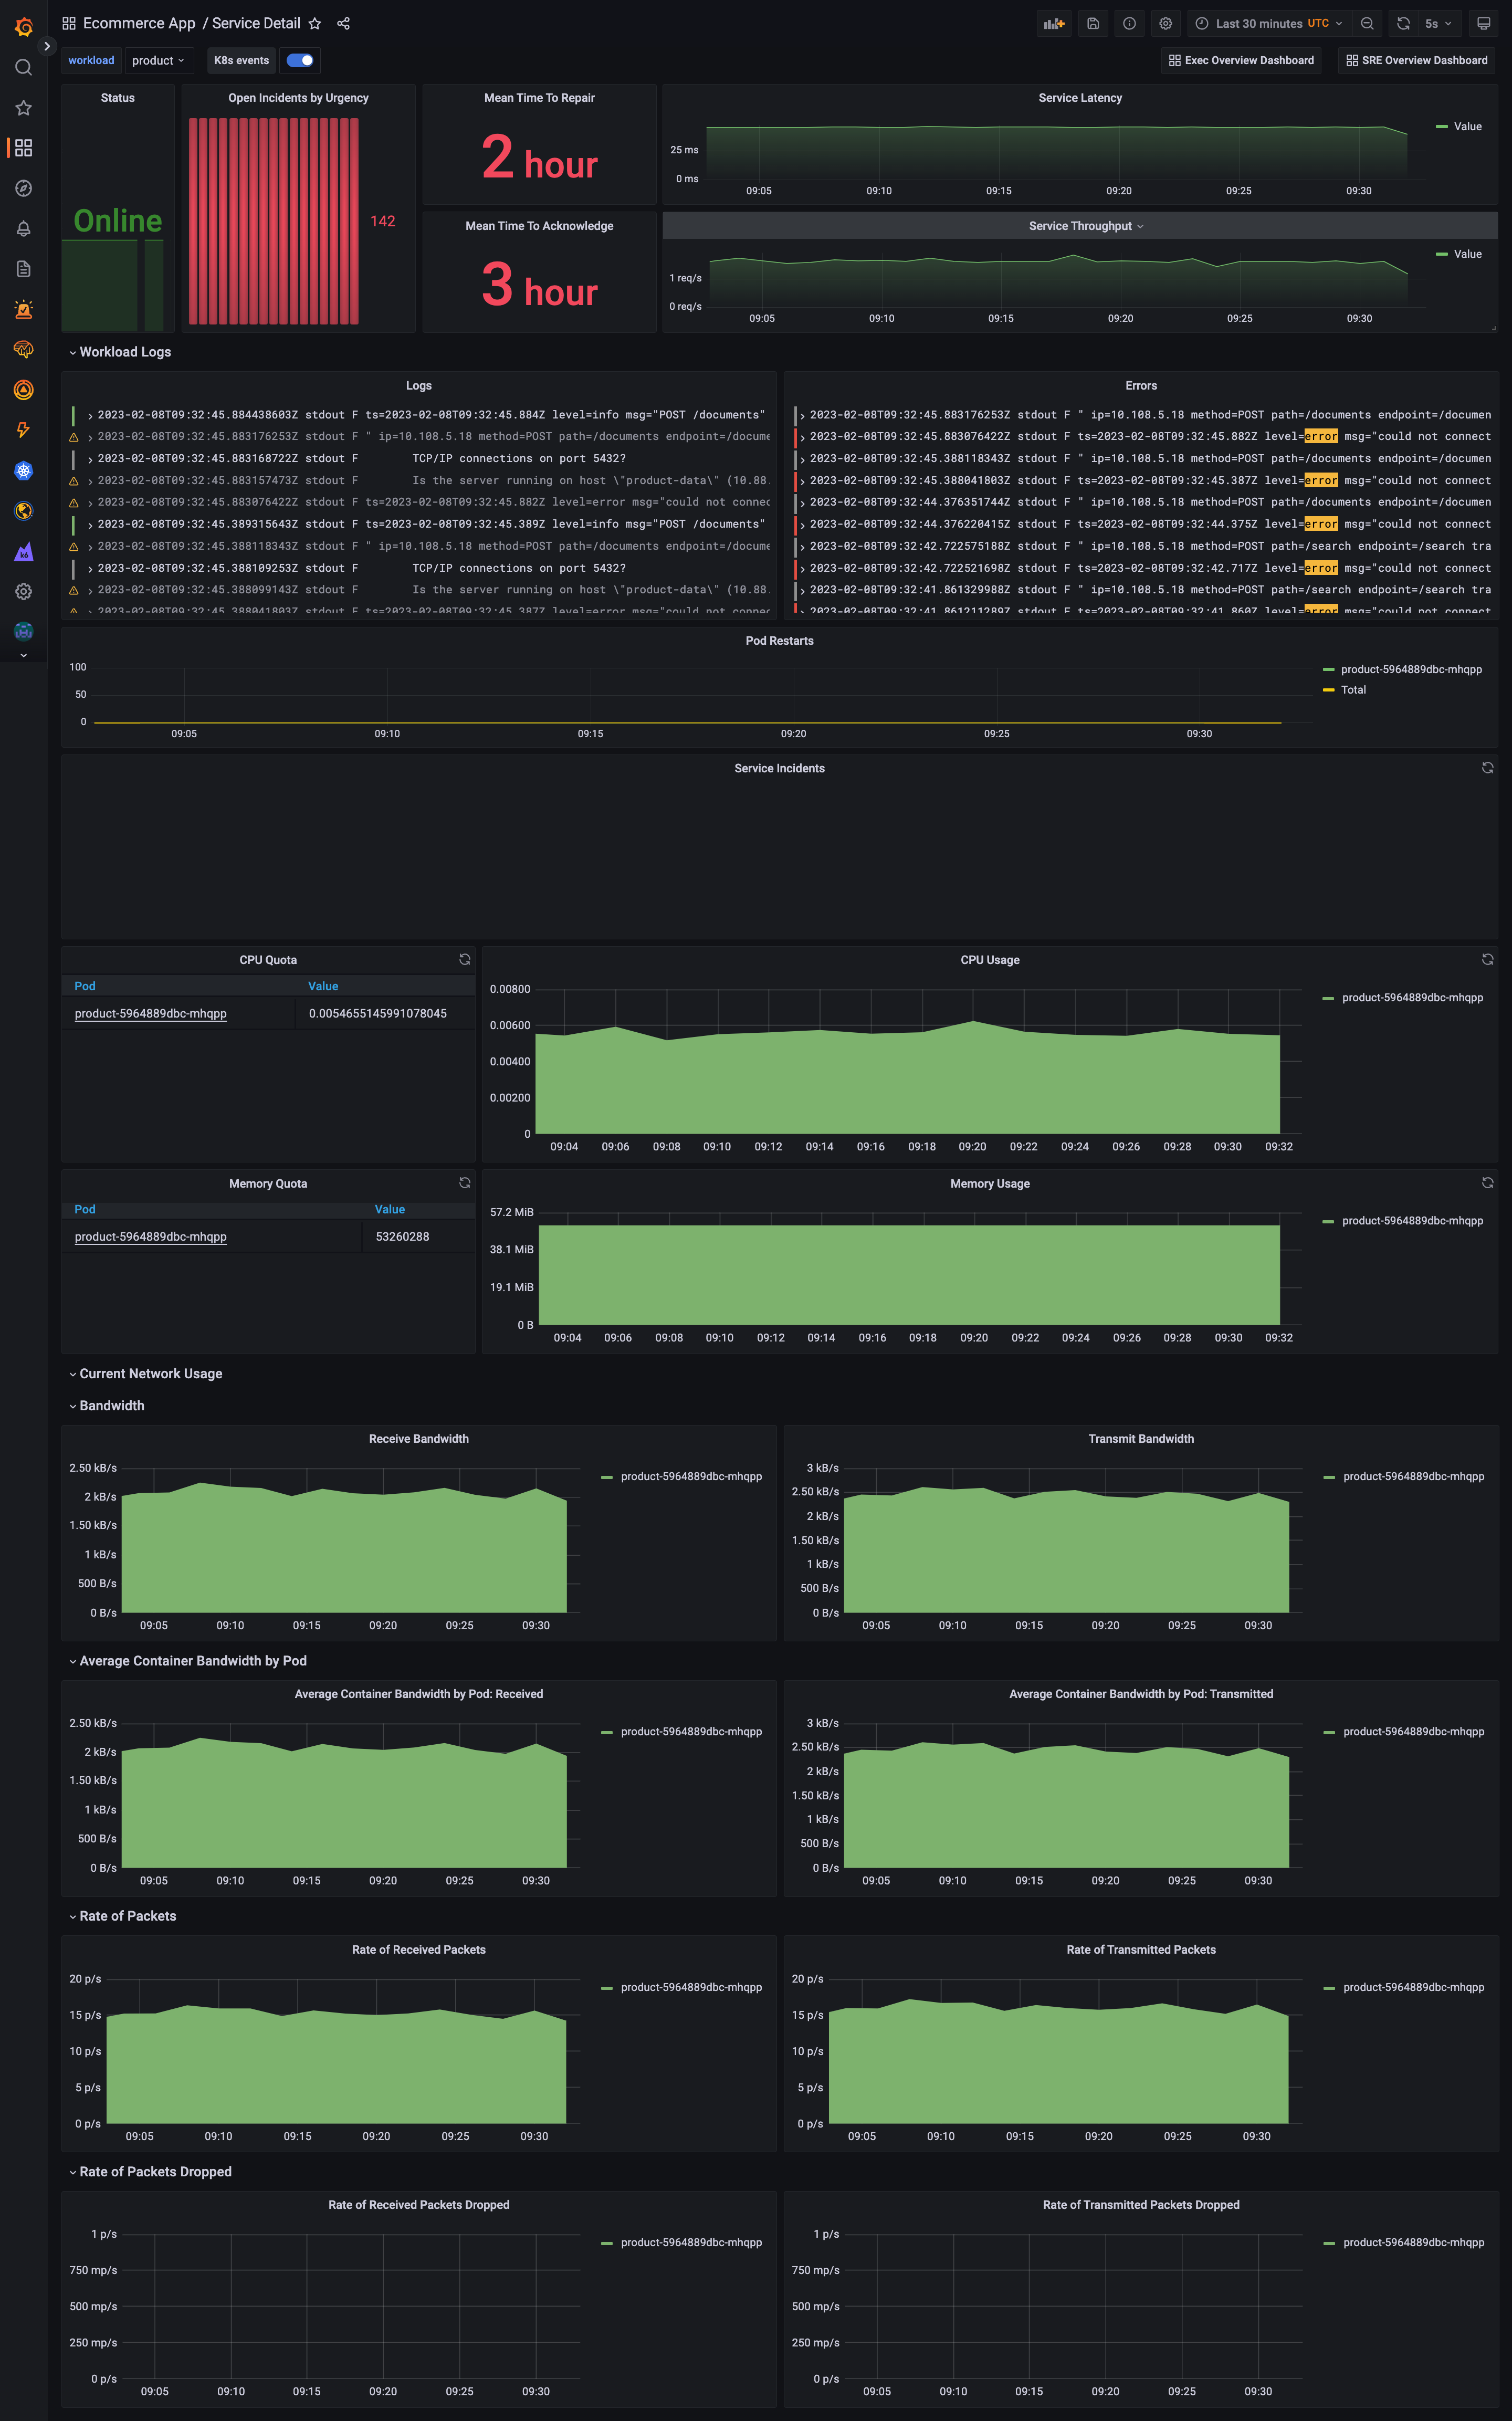 Ecommerce App / Service Detail
Last 30 minutes UTC
5s
workload product
K8s events
Exec Overview Dashboard
SRE Overview Dashboard
Status
Online
Open Incidents by Urgency
142
Mean Time To Repair
2 hour
Mean Time To Acknowledge
3 hour
Service Latency
25 ms
0 ms
09:05 09:10 09:15 09:20 09:25 09:30
Value
Service Throughput
1 req/s
0 req/s
09:05 09:10 09:15 09:20 09:25 09:30
Value
Workload Logs
Logs
2023-02-08T09:32:45.884438603Z stdout F ts=2023-02-08T09:32:45.884Z level=info msg="POST /documents"
2023-02-08T09:32:45.883176253Z stdout F " ip=10.108.5.18 method=POST path=/documents endpoint=/docume
2023-02-08T09:32:45.883168722Z stdout F TCP/IP connections on port 5432?
2023-02-08T09:32:45.883157473Z stdout F Is the server running on host \"product-data\" (10.88.
2023-02-08T09:32:45.883076422Z stdout F ts=2023-02-08T09:32:45.882Z level=error msg="could not connec
2023-02-08T09:32:45.389315643Z stdout F ts=2023-02-08T09:32:45.389Z level=info msg="POST /documents"
2023-02-08T09:32:45.388118343Z stdout F " ip=10.108.5.18 method=POST path=/documents endpoint=/docume
2023-02-08T09:32:45.388109253Z stdout F TCP/IP connections on port 5432?
2023-02-08T09:32:45.388099143Z stdout F Is the server running on host \"product-data\" (10.88.
2023-02-08T09:32:45.388041803Z stdout F ts=2023-02-08T09:32:45.387Z level=error msg="could not connec
Errors
2023-02-08T09:32:45.883176253Z stdout F " ip=10.108.5.18 method=POST path=/documents endpoint=/documen
2023-02-08T09:32:45.883076422Z stdout F ts=2023-02-08T09:32:45.882Z level=error msg="could not connect
2023-02-08T09:32:45.388118343Z stdout F " ip=10.108.5.18 method=POST path=/documents endpoint=/documen
2023-02-08T09:32:45.388041803Z stdout F ts=2023-02-08T09:32:45.387Z level=error msg="could not connect
2023-02-08T09:32:44.376351744Z stdout F " ip=10.108.5.18 method=POST path=/documents endpoint=/documen
2023-02-08T09:32:44.376220415Z stdout F ts=2023-02-08T09:32:44.375Z level=error msg="could not connect
2023-02-08T09:32:42.722575188Z stdout F " ip=10.108.5.18 method=POST path=/search endpoint=/search tra
2023-02-08T09:32:42.722521698Z stdout F ts=2023-02-08T09:32:42.717Z level=error msg="could not connect
2023-02-08T09:32:41.861329988Z stdout F " ip=10.108.5.18 method=POST path=/search endpoint=/search tra
2023-02-08T09:32:41.861211289Z stdout F ts=2023-02-08T09:32:41.860Z level=error msg="could not connect
Pod Restarts
100
50
0
09:05 09:10 09:15 09:20 09:25 09:30
product-5964889dbc-mhqpp
Total
Service Incidents
CPU Quota
Pod Value
product-5964889dbc-mhqpp 0.0054655145991078045
CPU Usage
0.00800
0.00600
0.00400
0.00200
0
09:04 09:06 09:08 09:10 09:12 09:14 09:16 09:18 09:20 09:22 09:24 09:26 09:28 09:30 09:32
product-5964889dbc-mhqpp
Memory Quota
Pod Value
product-5964889dbc-mhqpp 53260288
Memory Usage
57.2 MiB
38.1 MiB
19.1 MiB
0 B
09:04 09:06 09:08 09:10 09:12 09:14 09:16 09:18 09:20 09:22 09:24 09:26 09:28 09:30 09:32
product-5964889dbc-mhqpp
Current Network Usage
Bandwidth
Receive Bandwidth
2.50 kB/s
2 kB/s
1.50 kB/s
1 kB/s
500 B/s
0 B/s
09:05 09:10 09:15 09:20 09:25 09:30
product-5964889dbc-mhqpp
Transmit Bandwidth
3 kB/s
2.50 kB/s
2 kB/s
1.50 kB/s
1 kB/s
500 B/s
0 B/s
09:05 09:10 09:15 09:20 09:25 09:30
product-5964889dbc-mhqpp
Average Container Bandwidth by Pod
Average Container Bandwidth by Pod: Received
2.50 kB/s
2 kB/s
1.50 kB/s
1 kB/s
500 B/s
0 B/s
09:05 09:10 09:15 09:20 09:25 09:30
product-5964889dbc-mhqpp
Average Container Bandwidth by Pod: Transmitted
3 kB/s
2.50 kB/s
2 kB/s
1.50 kB/s
1 kB/s
500 B/s
0 B/s
09:05 09:10 09:15 09:20 09:25 09:30
product-5964889dbc-mhqpp
Rate of Packets
Rate of Received Packets
20 p/s
15 p/s
10 p/s
5 p/s
0 p/s
09:05 09:10 09:15 09:20 09:25 09:30
product-5964889dbc-mhqpp
Rate of Transmitted Packets
20 p/s
15 p/s
10 p/s
5 p/s
0 p/s
09:05 09:10 09:15 09:20 09:25 09:30
product-5964889dbc-mhqpp
Rate of Packets Dropped
Rate of Received Packets Dropped
1 p/s
750 mp/s
500 mp/s
250 mp/s
0 p/s
09:05 09:10 09:15 09:20 09:25 09:30
product-5964889dbc-mhqpp
Rate of Transmitted Packets Dropped
1 p/s
750 mp/s
500 mp/s
250 mp/s
0 p/s
09:05 09:10 09:15 09:20 09:25 09:30
product-5964889dbc-mhqpp